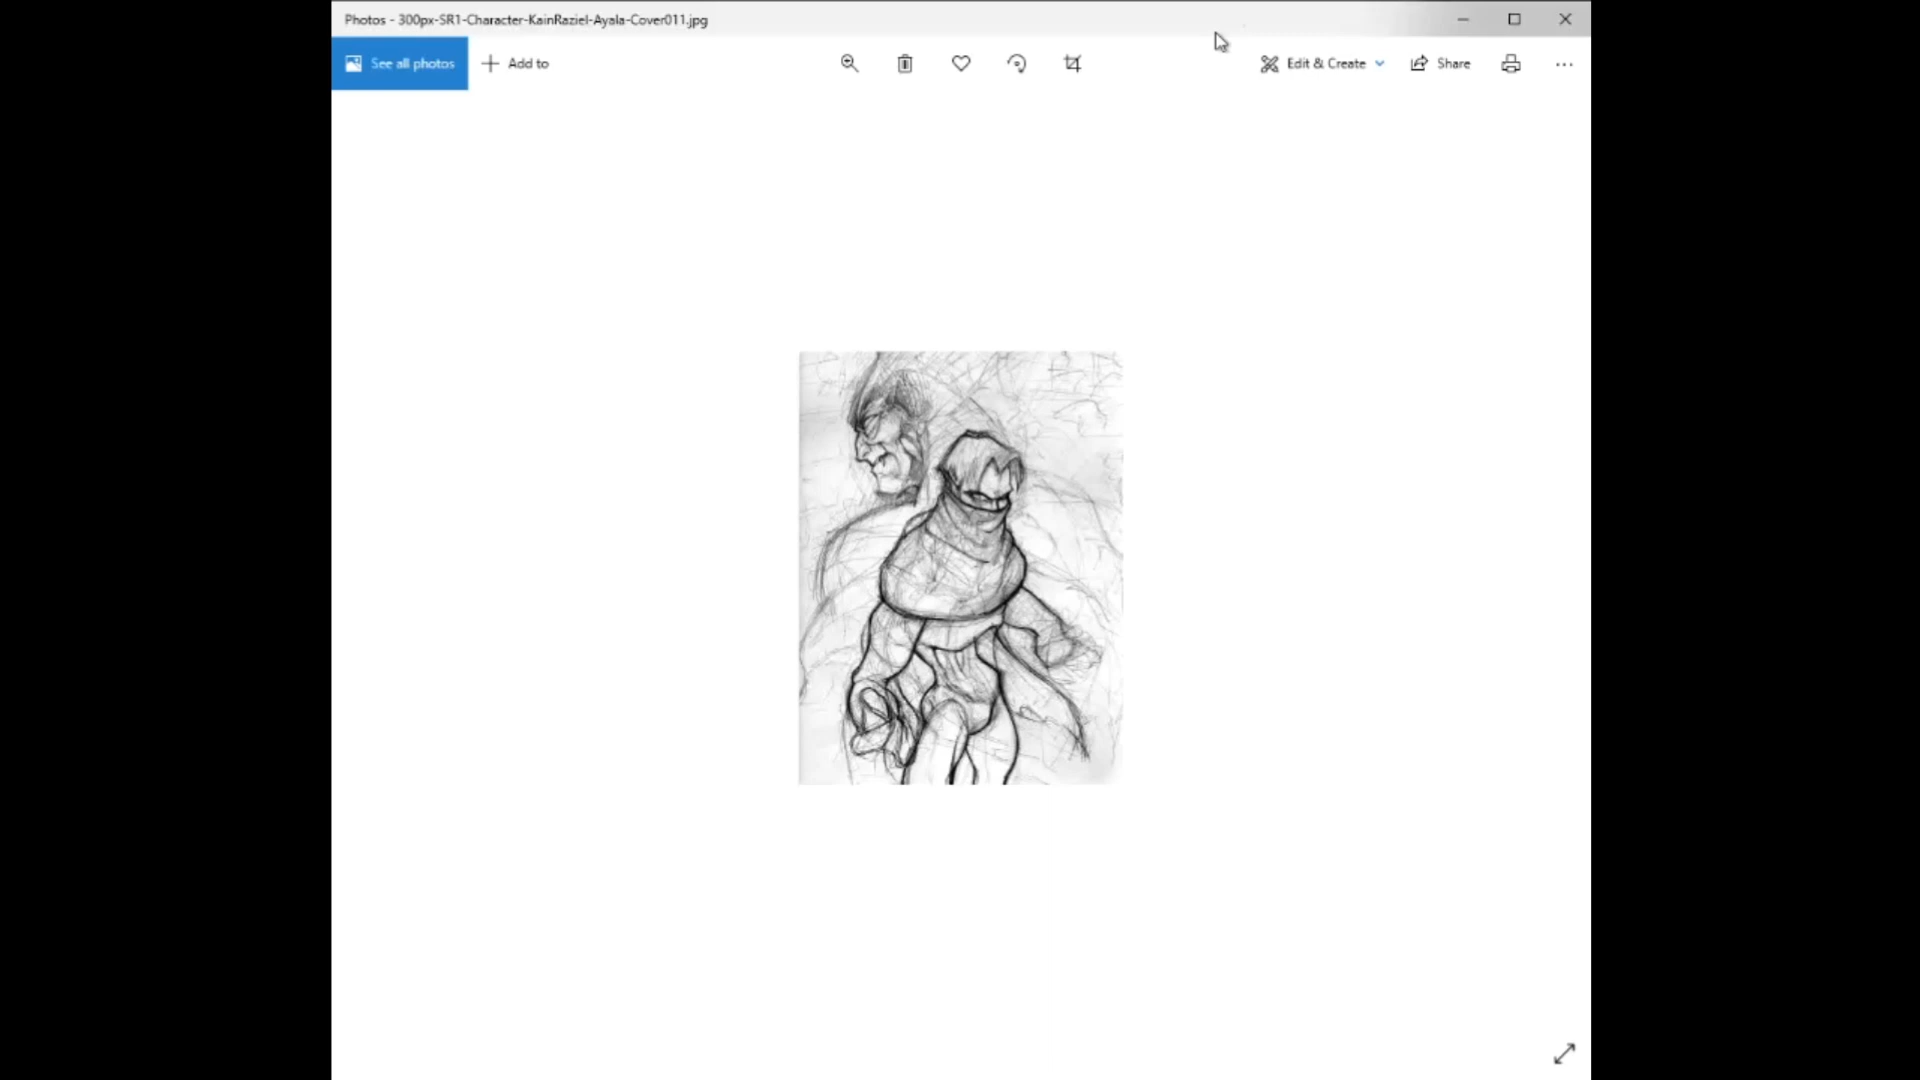 Photos - 300px-SR1-Character-KainRaziel-Ayala-Cover011.jpg
See all photos
Add to
Edit & Create
Share